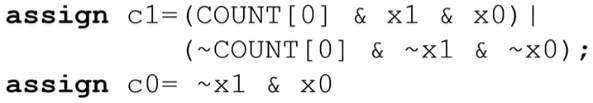 assign c1=(COUNT[0] & x1 & x0)|
(~COUNT[0] & ~x1 & ~x0);
assign c0= ~x1 & x0